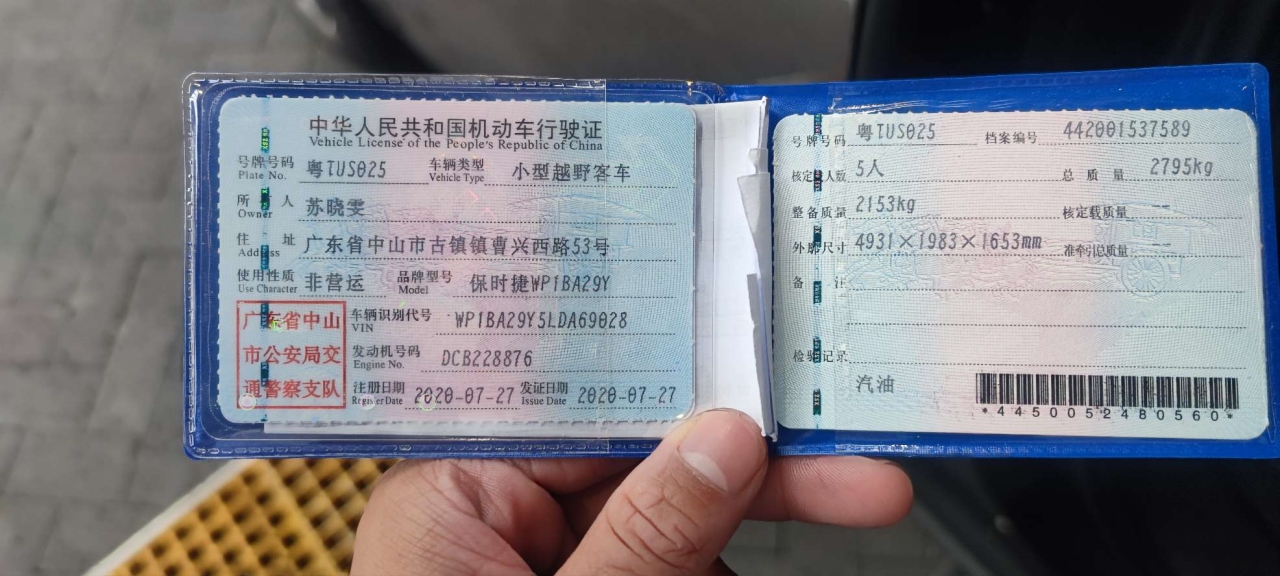 中华人民共和国机动车行驶证
Vehicle License of the People's Republic of China
号牌号码 粤TUS025 车辆类型 小型越野客车
Plate No. Vehicle Type
所有人 苏晓雯
Owner
住址 广东省中山市古镇镇曹兴西路53号
Address
使用性质 非营运 品牌型号 保时捷WP1BA29Y
Use Character Model
广东省中山
市公安局交
通警察支队
车辆识别代号 WP1BA29Y5LDA69028
VIN
发动机号码 DCB228876
Engine No.
注册日期 2020-07-27 发证日期 2020-07-27
Register Date Issue Date
号牌号码 粤TUS025 档案编号 442001537589
核定载人数 5人 总质量 2795kg
整备质量 2153kg 核定载质量 --
外廓尺寸 4931×1983×1653mm 准牵引总质量 --
备注
检验记录
汽油
*4450052480560*